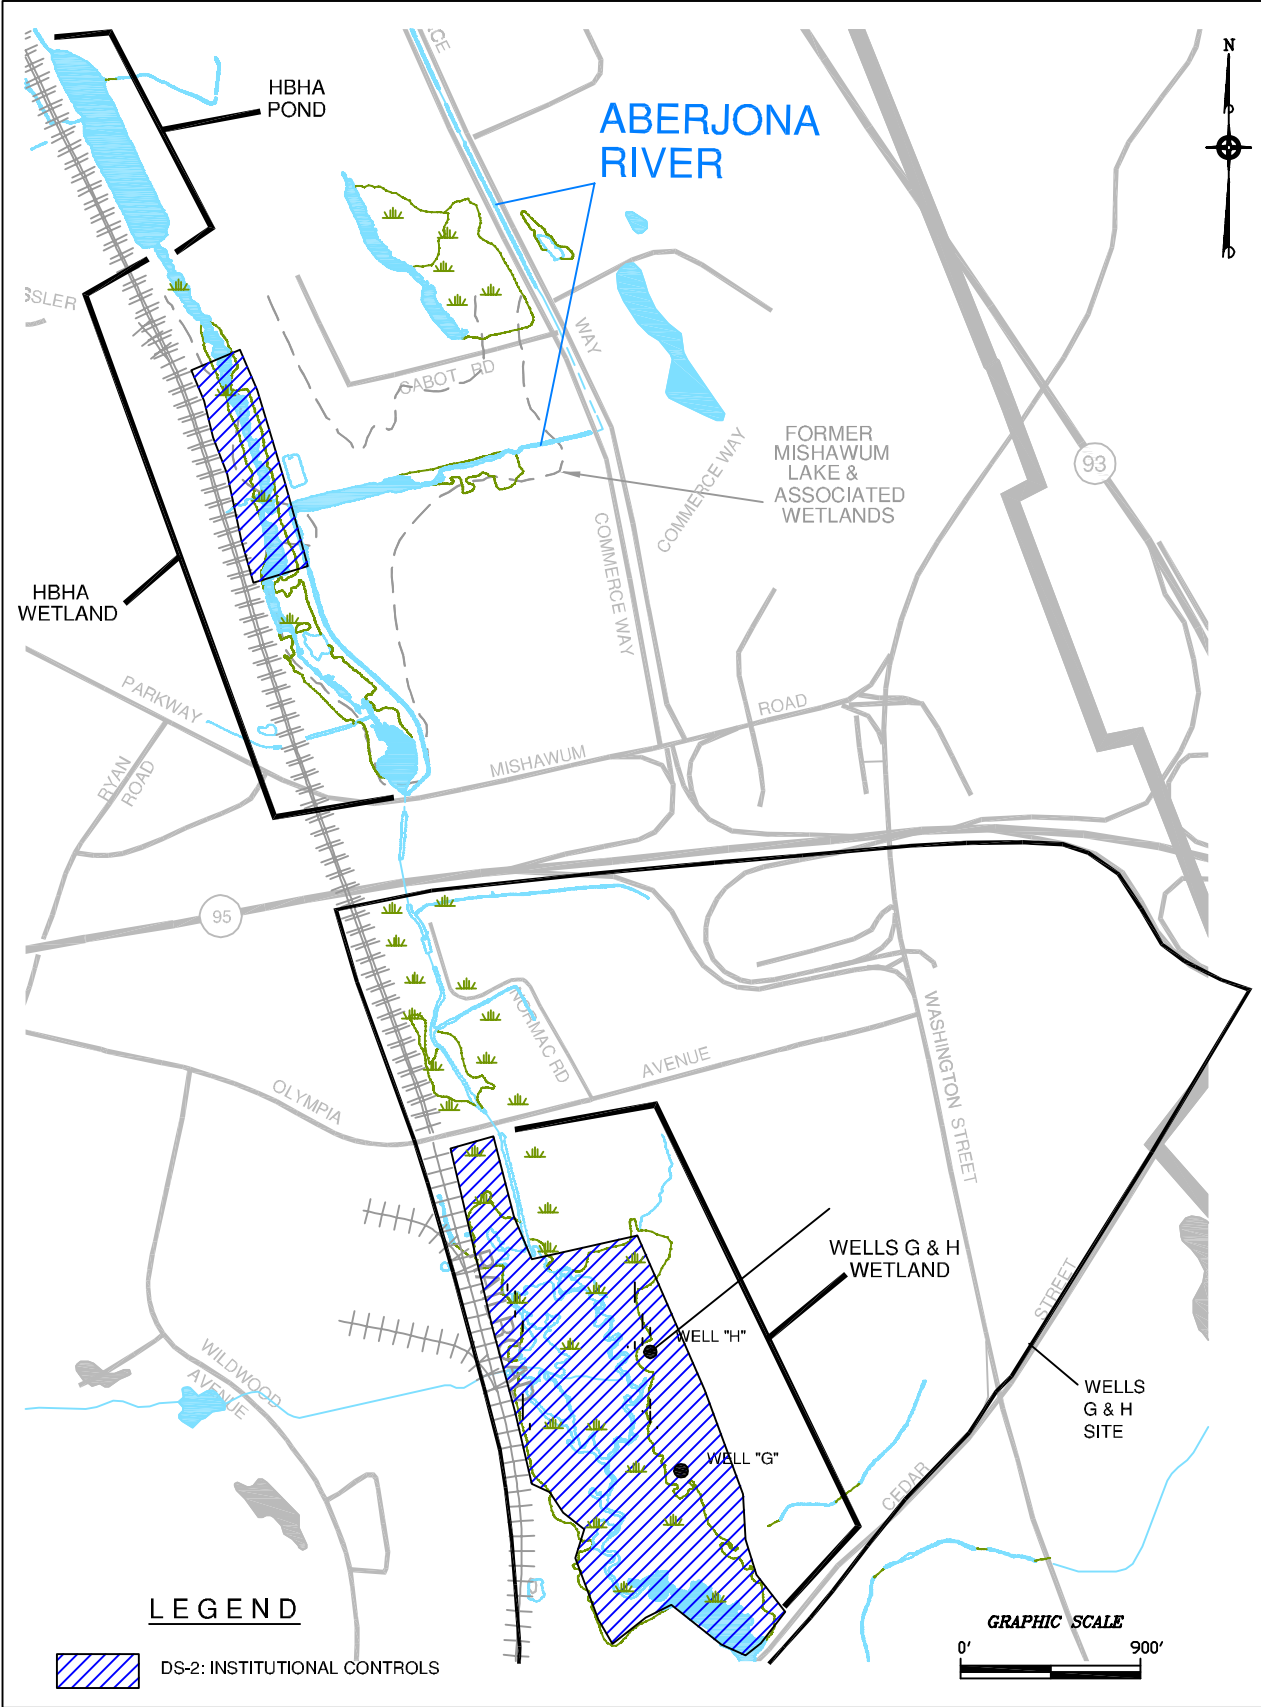 CE
N
HBHA
POND
ABERJONA
RIVER
WAY
CABOT RD
FORMER
MISHAWUM
LAKE &
ASSOCIATED
WETLANDS
COMMERCE WAY
93
COMMERCE WAY
HBHA
WETLAND
PARKWAY
RYAN
ROAD
MISHAWUM
ROAD
95
NORMAC RD
WASHINGTON STREET
OLYMPIA
AVENUE
WELLS G & H
WETLAND
WELL "H"
STREET
WELLS
G & H
SITE
WILDWOOD
AVENUE
WELL "G"
CEDAR
LEGEND
DS-2: INSTITUTIONAL CONTROLS
GRAPHIC SCALE
0' 900'